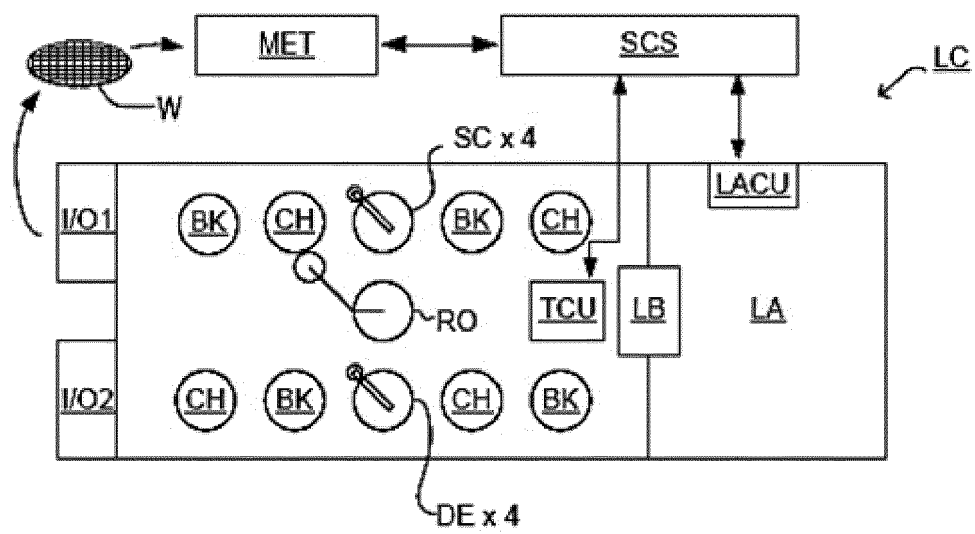 MET
SCS
LC
W
SC x 4
I/O1
BK
CH
BK
CH
LACU
RO
TCU
LB
LA
I/O2
CH
BK
CH
BK
DE x 4